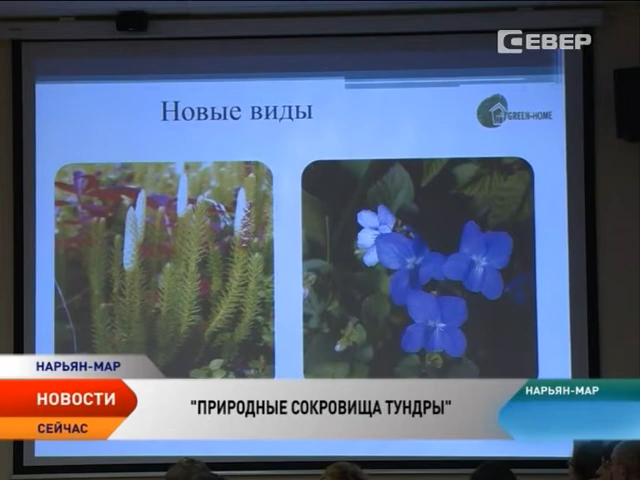 СЕВЕР
Новые виды
GREEN-HOME
НАРЬЯН-МАР
НОВОСТИ
СЕЙЧАС
"ПРИРОДНЫЕ СОКРОВИЩА ТУНДРЫ"
НАРЬЯН-МАР